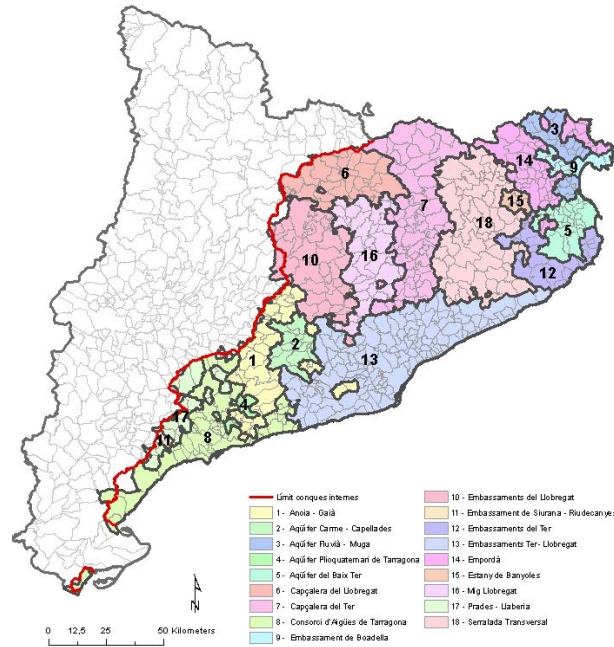 3
14
9
6
7
15
18
5
10
16
12
2
1
13
4
17
8
11
Límit conques internes
1 - Anoia - Gaià
2 - Aqüífer Carme - Capellades
3 - Aqüífer Fluvià - Muga
4 - Aqüífer Plioquaternari de Tarragona
5 - Aqüífer del Baix Ter
6 - Capçalera del Llobregat
7 - Capçalera del Ter
8 - Consorci d'Aigües de Tarragona
9 - Embassament de Boadella
10 - Embassaments del Llobregat
11 - Embassament de Siurana - Riudecanyes
12 - Embassaments del Ter
13 - Embassaments Ter- Llobregat
14 - Empordà
15 - Estany de Banyoles
16 - Mig Llobregat
17 - Prades - Llaberia
18 - Serralada Transversal
N
0 12,5 25 50 Kilometers